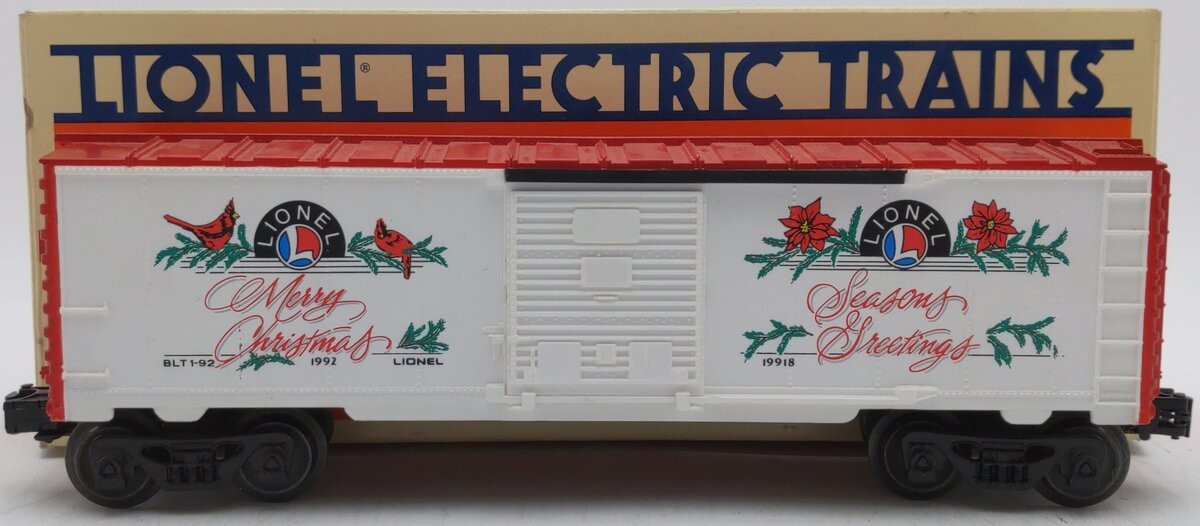 LIONEL® ELECTRIC TRAINS
LIONEL
L
Merry
Christmas
BLT 1-92 1992 LIONEL
LIONEL
L
Seasons
Greetings
19918